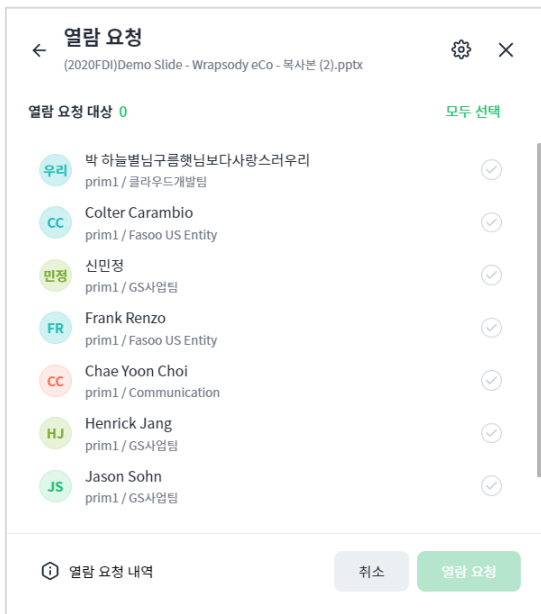 열람 요청
(2020FDI)Demo Slide - Wrapsody eCo - 복사본 (2).pptx
열람 요청 대상 0
모두 선택
우리
박 하늘별님구름햇님보다사랑스러우리
prim1 / 클라우드개발팀
CC
Colter Carambio
prim1 / Fasoo US Entity
민정
신민정
prim1 / GS사업팀
FR
Frank Renzo
prim1 / Fasoo US Entity
CC
Chae Yoon Choi
prim1 / Communication
HJ
Henrick Jang
prim1 / GS사업팀
JS
Jason Sohn
prim1 / GS사업팀
열람 요청 내역
취소
열람 요청